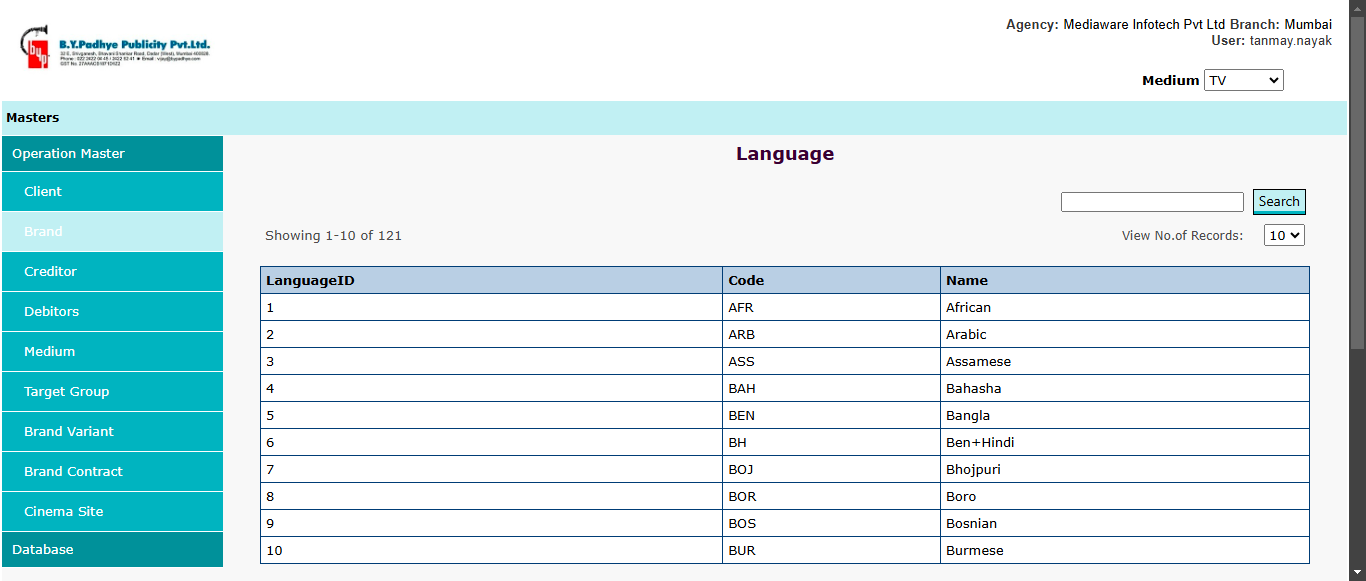 Agency: Mediaware Infotech Pvt Ltd Branch: Mumbai
User: tanmay.nayak
B.Y.Padhye Publicity Pvt.Ltd.
Medium TV
Masters
Operation Master
Client
Brand
Creditor
Debitors
Medium
Target Group
Brand Variant
Brand Contract
Cinema Site
Database
Language
Search
Showing 1-10 of 121
View No.of Records: 10
LanguageID Code Name
1 AFR African
2 ARB Arabic
3 ASS Assamese
4 BAH Bahasha
5 BEN Bangla
6 BH Ben+Hindi
7 BOJ Bhojpuri
8 BOR Boro
9 BOS Bosnian
10 BUR Burmese